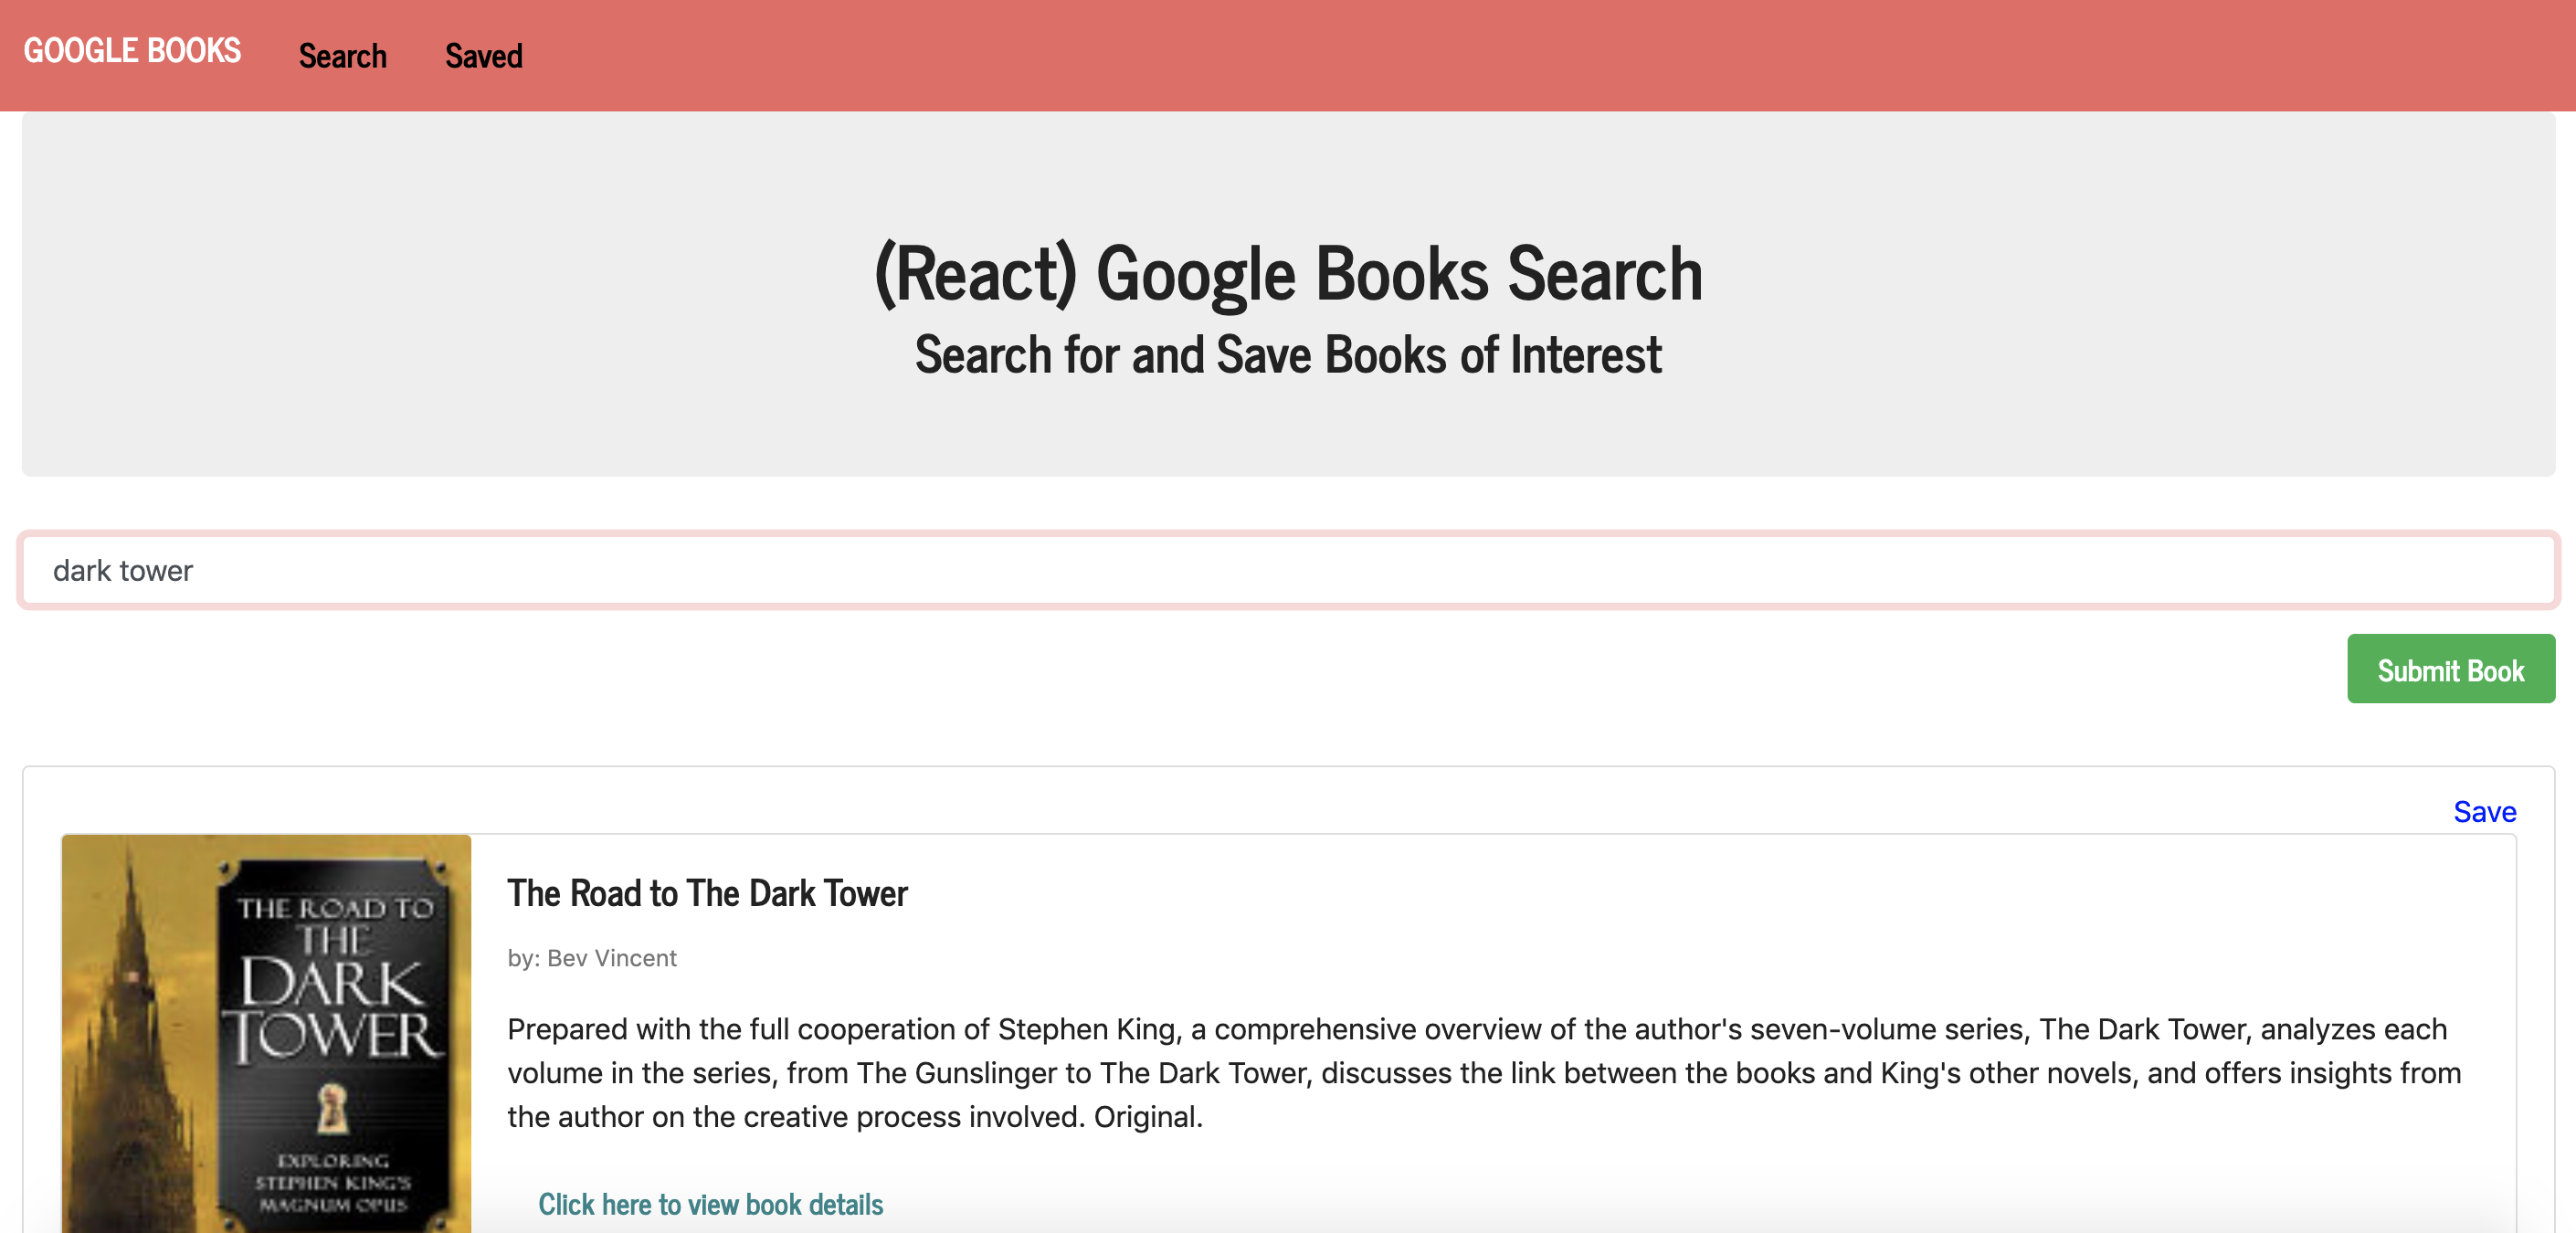 GOOGLE BOOKS Search Saved
(React) Google Books Search
Search for and Save Books of Interest
dark tower
Submit Book
Save
THE ROAD TO
THE
DARK
TOWER
EXPLORING
STEPHEN KING'S
MAGNUM OPUS
The Road to The Dark Tower
by: Bev Vincent
Prepared with the full cooperation of Stephen King, a comprehensive overview of the author's seven-volume series, The Dark Tower, analyzes each
volume in the series, from The Gunslinger to The Dark Tower, discusses the link between the books and King's other novels, and offers insights from
the author on the creative process involved. Original.
Click here to view book details